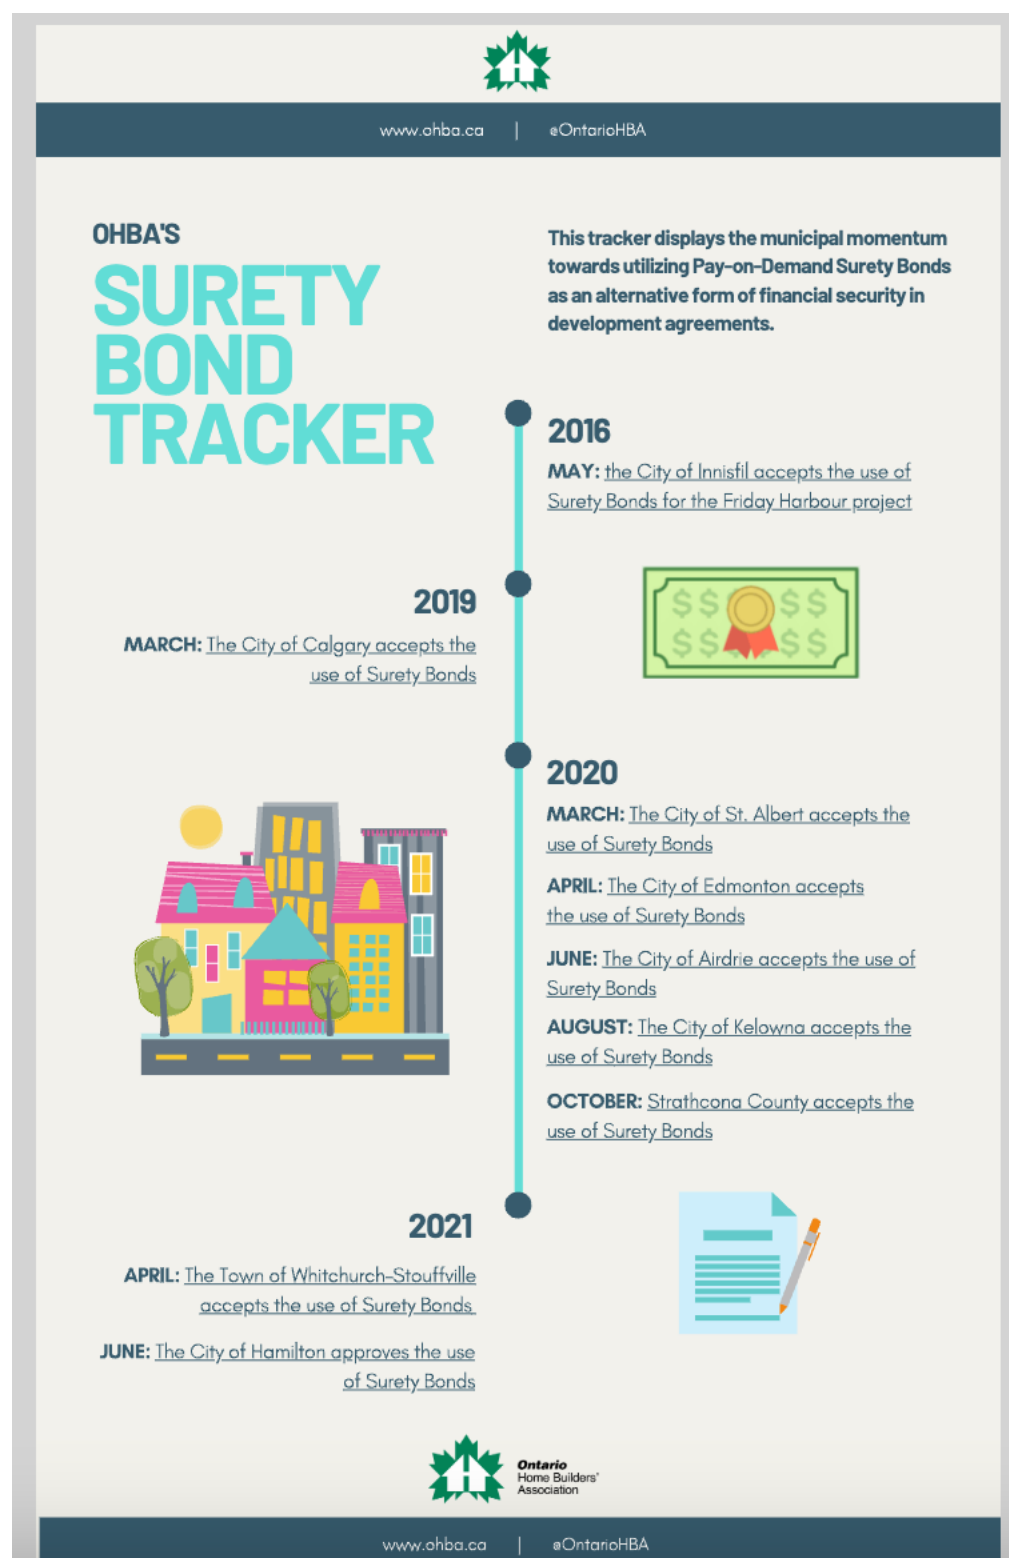 www.ohba.ca | @OntarioHBA
OHBA'S
SURETY
BOND
TRACKER
This tracker displays the municipal momentum
towards utilizing Pay-on-Demand Surety Bonds
as an alternative form of financial security in
development agreements.
2016
MAY: the City of Innisfil accepts the use of
Surety Bonds for the Friday Harbour project
$$ $$
$$ $$
2019
MARCH: The City of Calgary accepts the
use of Surety Bonds
2020
MARCH: The City of St. Albert accepts the
use of Surety Bonds
APRIL: The City of Edmonton accepts
the use of Surety Bonds
JUNE: The City of Airdrie accepts the use of
Surety Bonds
AUGUST: The City of Kelowna accepts the
use of Surety Bonds
OCTOBER: Strathcona County accepts the
use of Surety Bonds
2021
APRIL: The Town of Whitchurch-Stouffville
accepts the use of Surety Bonds
JUNE: The City of Hamilton approves the use
of Surety Bonds
Ontario
Home Builders'
Association
www.ohba.ca | @OntarioHBA